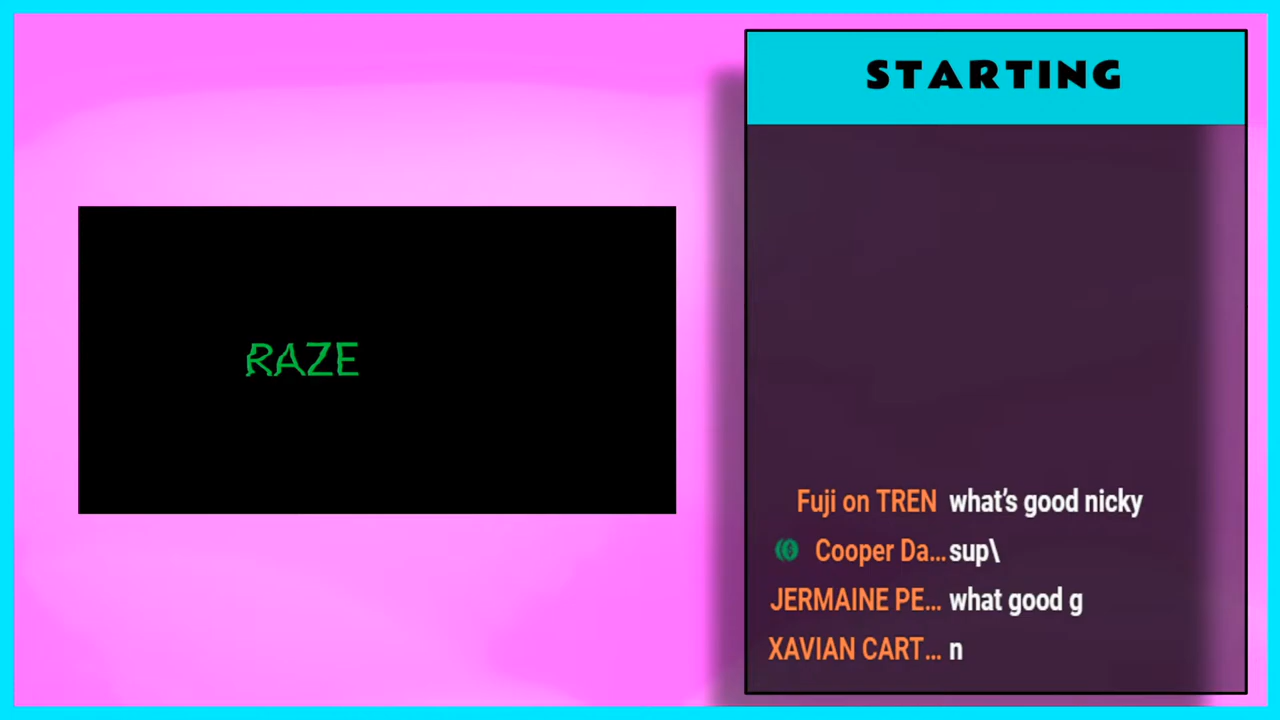 STARTING
RAZE
Fuji on TREN what's good nicky
Cooper Da... sup\
JERMAINE PE... what good g
XAVIAN CART... n